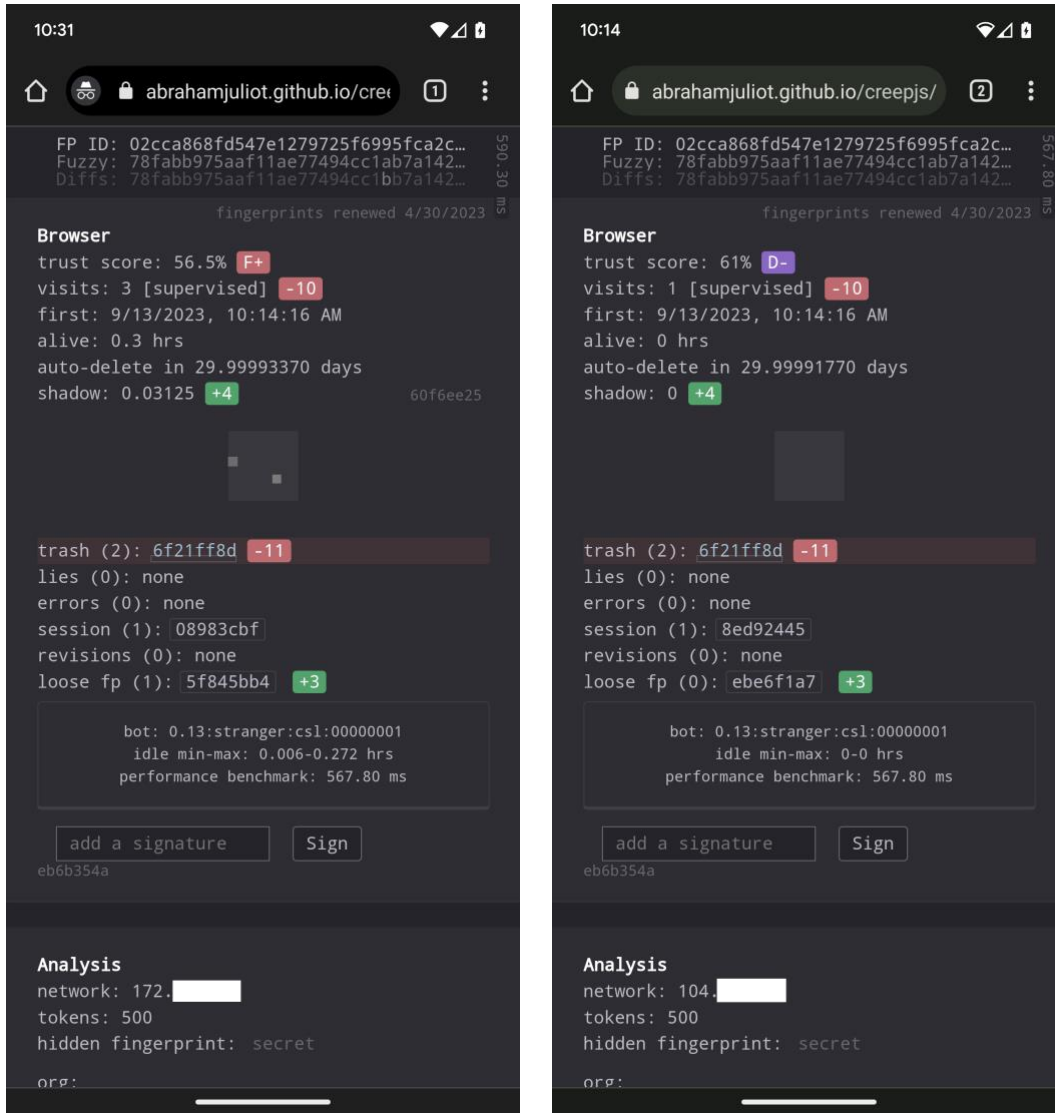 10:31
abrahamjuliot.github.io/cree
1
FP ID: 02cca868fd547e1279725f6995fca2c…
Fuzzy: 78fabb975aaf11ae77494cc1ab7a142…
Diffs: 78fabb975aaf11ae77494cc1bb7a142…
590.30 ms
fingerprints renewed 4/30/2023
Browser
trust score: 56.5% F+
visits: 3 [supervised] -10
first: 9/13/2023, 10:14:16 AM
alive: 0.3 hrs
auto-delete in 29.99993370 days
shadow: 0.03125 +4
60f6ee25
trash (2): 6f21ff8d -11
lies (0): none
errors (0): none
session (1): 08983cbf
revisions (0): none
loose fp (1): 5f845bb4 +3
bot: 0.13:stranger:csl:00000001
idle min-max: 0.006-0.272 hrs
performance benchmark: 567.80 ms
add a signature Sign
eb6b354a
Analysis
network: 172.
tokens: 500
hidden fingerprint: secret
org:
10:14
abrahamjuliot.github.io/creepjs/
2
FP ID: 02cca868fd547e1279725f6995fca2c…
Fuzzy: 78fabb975aaf11ae77494cc1ab7a142…
Diffs: 78fabb975aaf11ae77494cc1ab7a142…
567.80 ms
fingerprints renewed 4/30/2023
Browser
trust score: 61% D-
visits: 1 [supervised] -10
first: 9/13/2023, 10:14:16 AM
alive: 0 hrs
auto-delete in 29.99991770 days
shadow: 0 +4
trash (2): 6f21ff8d -11
lies (0): none
errors (0): none
session (1): 8ed92445
revisions (0): none
loose fp (0): ebe6f1a7 +3
bot: 0.13:stranger:csl:00000001
idle min-max: 0-0 hrs
performance benchmark: 567.80 ms
add a signature Sign
eb6b354a
Analysis
network: 104.
tokens: 500
hidden fingerprint: secret
org: